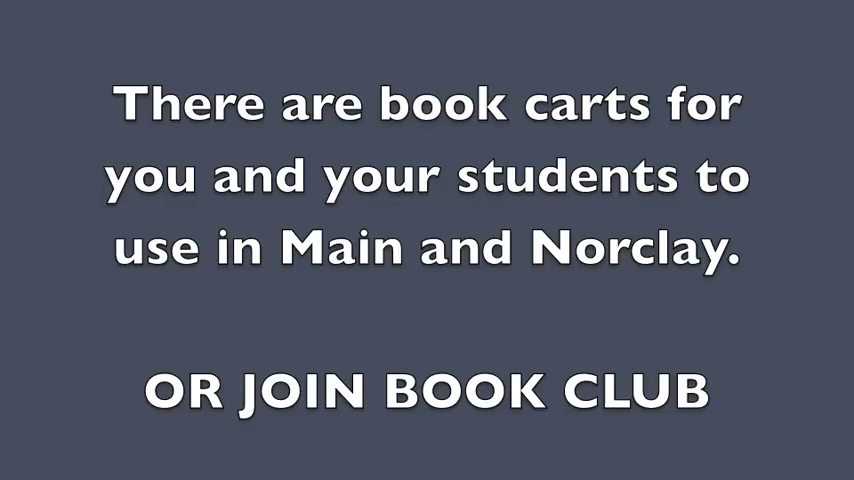 There are book carts for
you and your students to
use in Main and Norclay.
OR JOIN BOOK CLUB